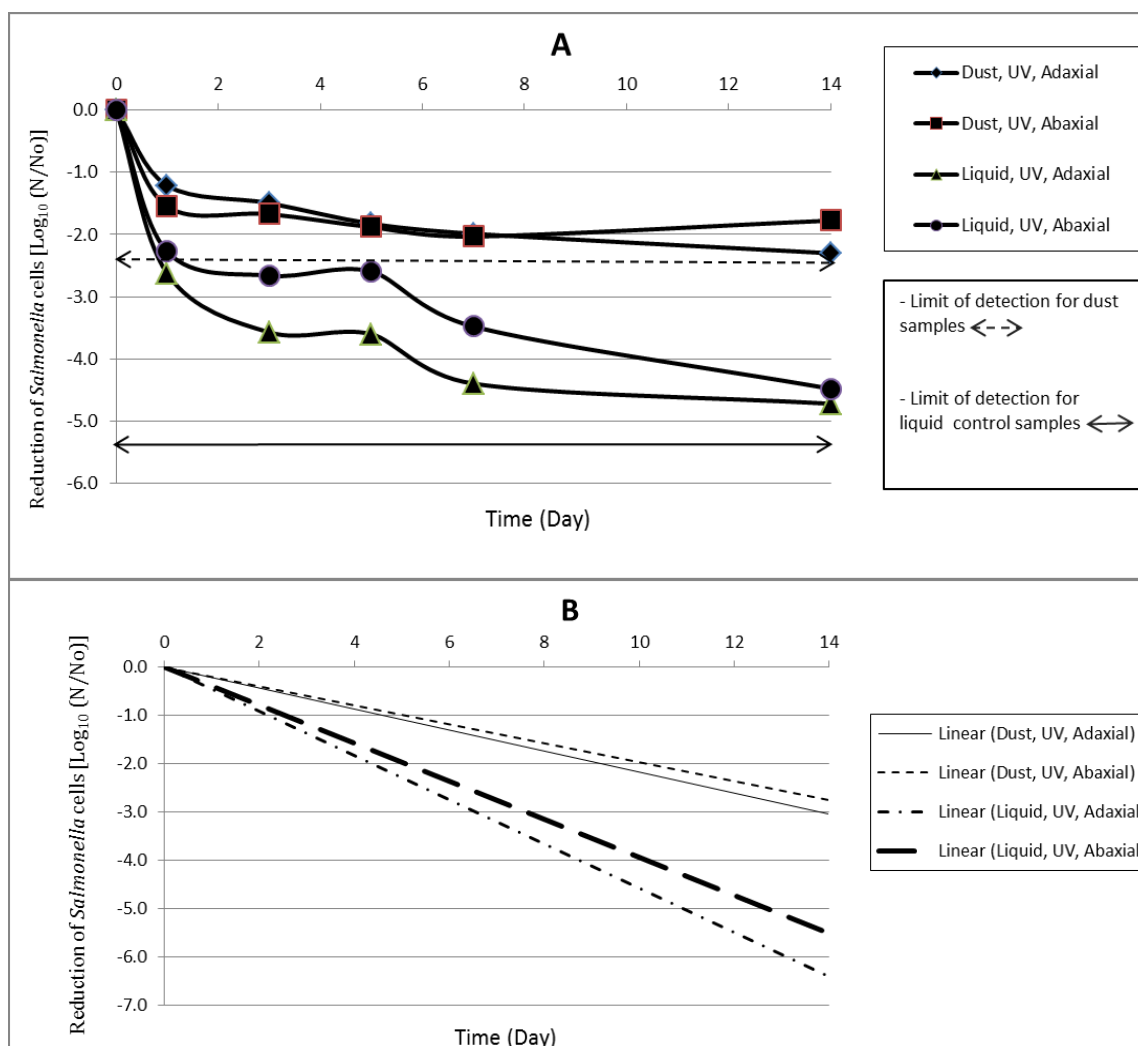 A
0 2 4 6 8 10 12 14
0.0
-1.0
-2.0
-3.0
-4.0
-5.0
-6.0
Reduction of Salmonella cells [Log₁₀ (N/No)]
Time (Day)
Dust, UV, Adaxial
Dust, UV, Abaxial
Liquid, UV, Adaxial
Liquid, UV, Abaxial
- Limit of detection for dust
samples
- Limit of detection for
liquid control samples
B
0 2 4 6 8 10 12 14
0.0
-1.0
-2.0
-3.0
-4.0
-5.0
-6.0
-7.0
Reduction of Salmonella cells [Log₁₀ (N/No)]
Time (Day)
Linear (Dust, UV, Adaxial)
Linear (Dust, UV, Abaxial)
Linear (Liquid, UV, Adaxial
Linear (Liquid, UV, Abaxial